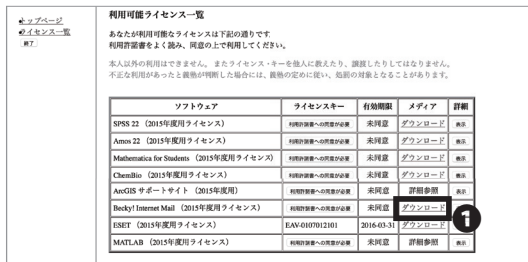 トップページ
ライセンス一覧
終了
利用可能ライセンス一覧
あなたが利用可能なライセンスは下記の通りです
利用許諾書をよく読み、同意の上で利用してください。
本人以外の利用はできません。またライセンス・キーを他人に教えたり、譲渡したりしてはなりません。
不正な利用があったと義塾が判断した場合には、義塾の定めに従い、処罰の対象となることがあります。
ソフトウェア ライセンスキー 有効期限 メディア 詳細
SPSS 22 （2015年度用ライセンス） 利用許諾書への同意が必要 未同意 ダウンロード 表示
Amos 22 （2015年度用ライセンス） 利用許諾書への同意が必要 未同意 ダウンロード 表示
Mathematica for Students （2015年度用ライセンス） 利用許諾書への同意が必要 未同意 ダウンロード 表示
ChemBio （2015年度用ライセンス） 利用許諾書への同意が必要 未同意 ダウンロード 表示
ArcGIS サポートサイト （2015年度用） 利用許諾書への同意が必要 未同意 詳細参照 表示
Becky! Internet Mail （2015年度用ライセンス） 利用許諾書への同意が必要 未同意 ダウンロード
1
ESET （2015年度用ライセンス） EAV-0107012101 2016-03-31 ダウンロード 表示
MATLAB （2015年度用ライセンス） 利用許諾書への同意が必要 未同意 詳細参照 表示